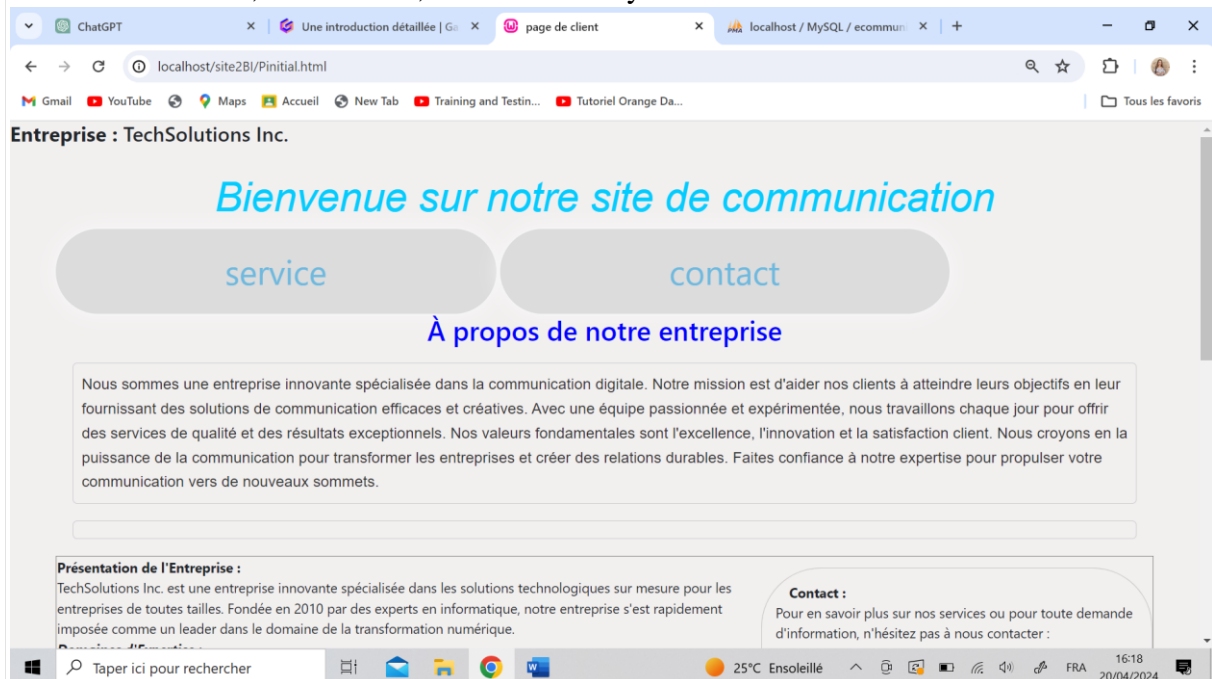 ChatGPT
Une introduction détaillée | Ga
page de client
localhost / MySQL / ecommun
localhost/site2BI/Pinitial.html
Gmail YouTube Maps Accueil New Tab Training and Testin... Tutoriel Orange Da... Tous les favoris
Entreprise : TechSolutions Inc.
Bienvenue sur notre site de communication
service
contact
À propos de notre entreprise
Nous sommes une entreprise innovante spécialisée dans la communication digitale. Notre mission est d'aider nos clients à atteindre leurs objectifs en leur
fournissant des solutions de communication efficaces et créatives. Avec une équipe passionnée et expérimentée, nous travaillons chaque jour pour offrir
des services de qualité et des résultats exceptionnels. Nos valeurs fondamentales sont l'excellence, l'innovation et la satisfaction client. Nous croyons en la
puissance de la communication pour transformer les entreprises et créer des relations durables. Faites confiance à notre expertise pour propulser votre
communication vers de nouveaux sommets.
Présentation de l'Entreprise :
TechSolutions Inc. est une entreprise innovante spécialisée dans les solutions technologiques sur mesure pour les
entreprises de toutes tailles. Fondée en 2010 par des experts en informatique, notre entreprise s'est rapidement
imposée comme un leader dans le domaine de la transformation numérique.
Contact :
Pour en savoir plus sur nos services ou pour toute demande
d'information, n'hésitez pas à nous contacter :
Taper ici pour rechercher
25°C Ensoleillé
FRA
16:18
20/04/2024